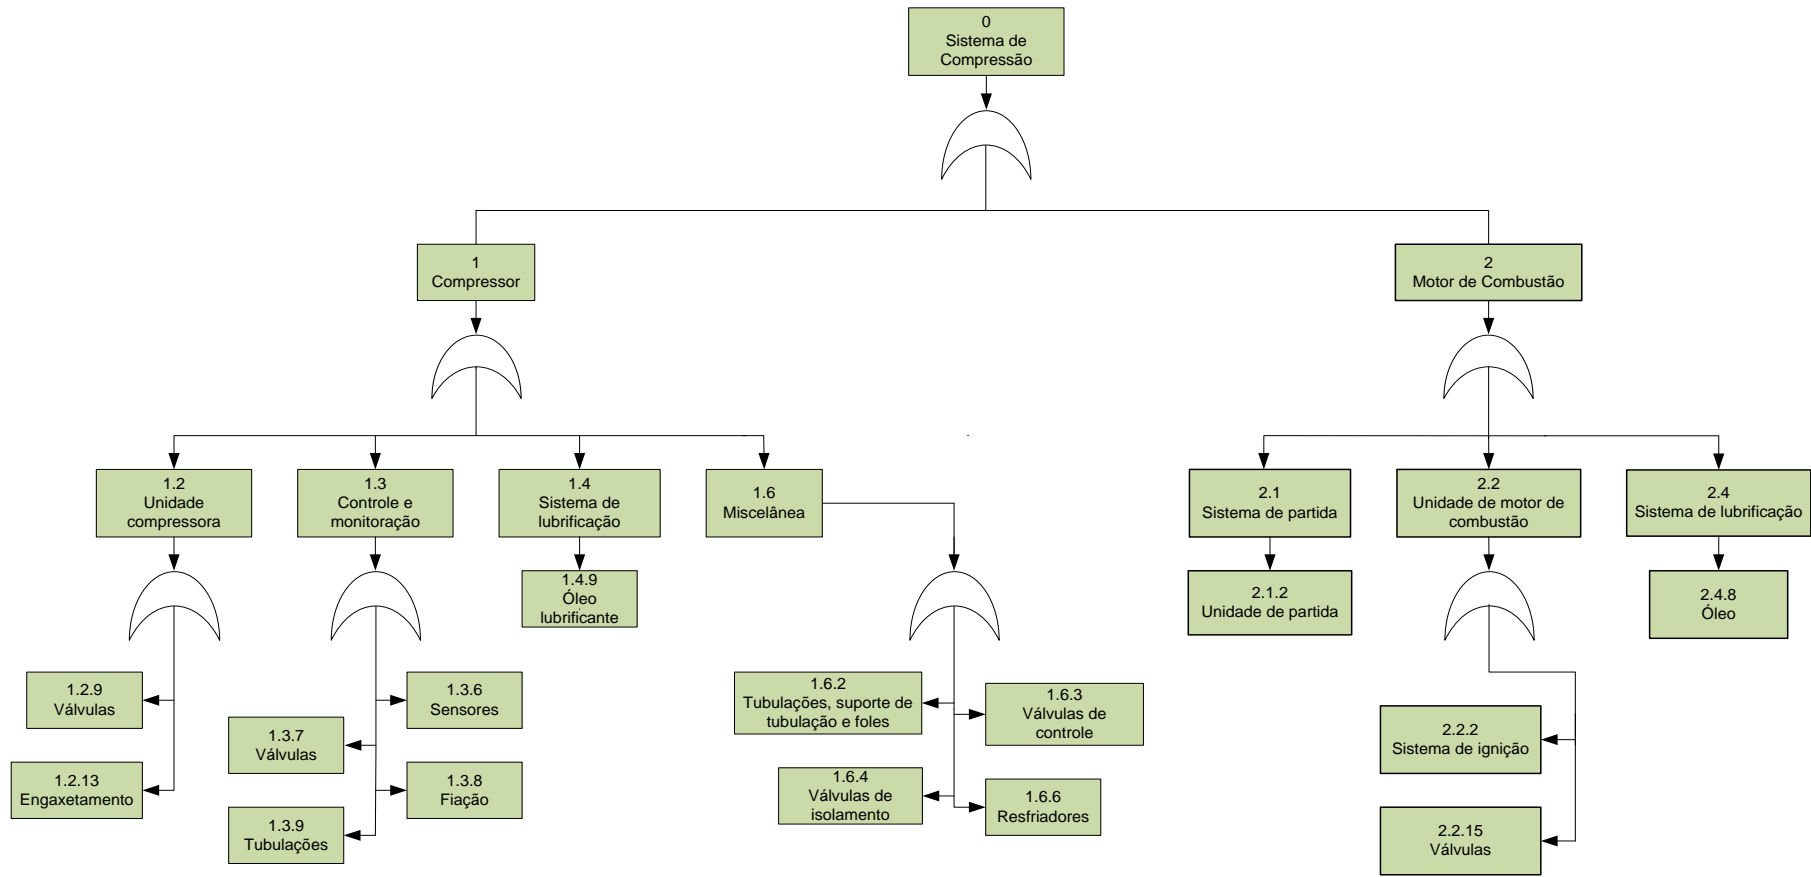 0
Sistema de
Compressão
1
Compressor
2
Motor de Combustão
1.2
Unidade
compressora
1.3
Controle e
monitoração
1.4
Sistema de
lubrificação
1.6
Miscelânea
2.1
Sistema de partida
2.2
Unidade de motor de
combustão
2.4
Sistema de lubrificação
1.4.9
Óleo
lubrificante
2.1.2
Unidade de partida
2.4.8
Óleo
1.2.9
Válvulas
1.2.13
Engaxetamento
1.3.6
Sensores
1.3.7
Válvulas
1.3.8
Fiação
1.3.9
Tubulações
1.6.2
Tubulações, suporte de
tubulação e foles
1.6.3
Válvulas de
controle
1.6.4
Válvulas de
isolamento
1.6.6
Resfriadores
2.2.2
Sistema de ignição
2.2.15
Válvulas